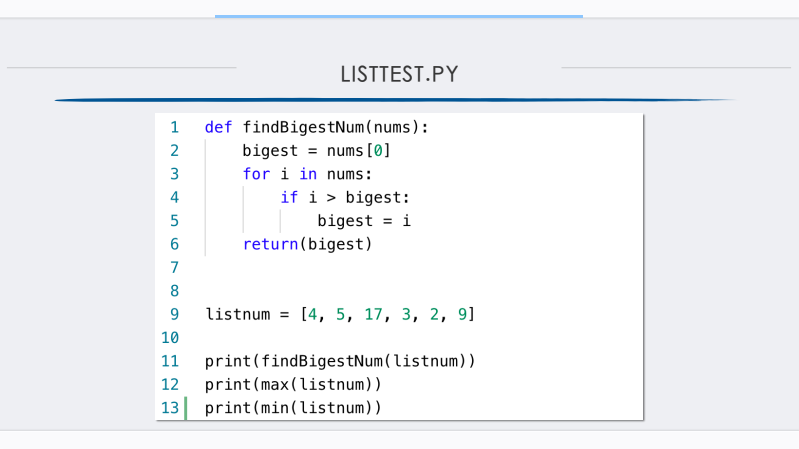 LISTTEST.PY
1 def findBigestNum(nums):
2     bigest = nums[0]
3     for i in nums:
4         if i > bigest:
5             bigest = i
6     return(bigest)
7
8
9 listnum = [4, 5, 17, 3, 2, 9]
10
11 print(findBigestNum(listnum))
12 print(max(listnum))
13 print(min(listnum))